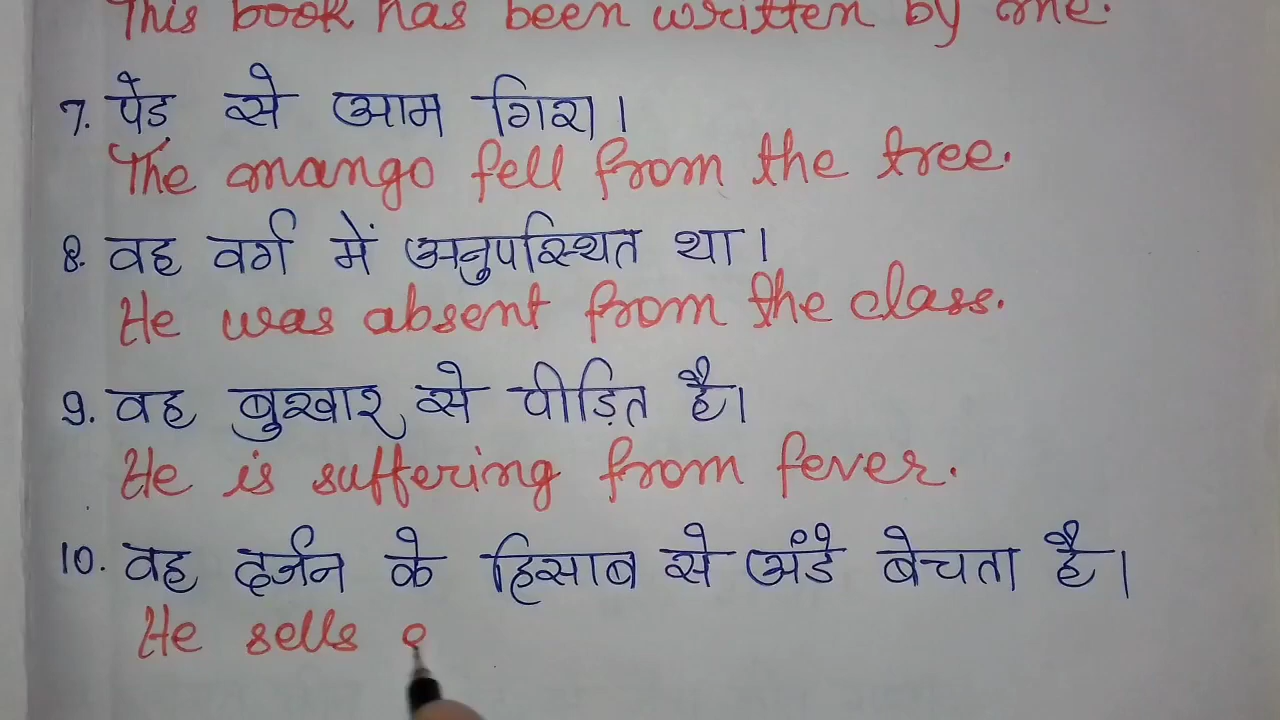 This book has been written by me.
7. पेड़ से आम गिरा।
The mango fell from the tree.
8. वह वर्ग में अनुपस्थित था।
He was absent from the class.
9. वह बुखार से पीड़ित है।
He is suffering from fever.
10. वह दर्जन के हिसाब से अंडे बेचता है।
He sells e